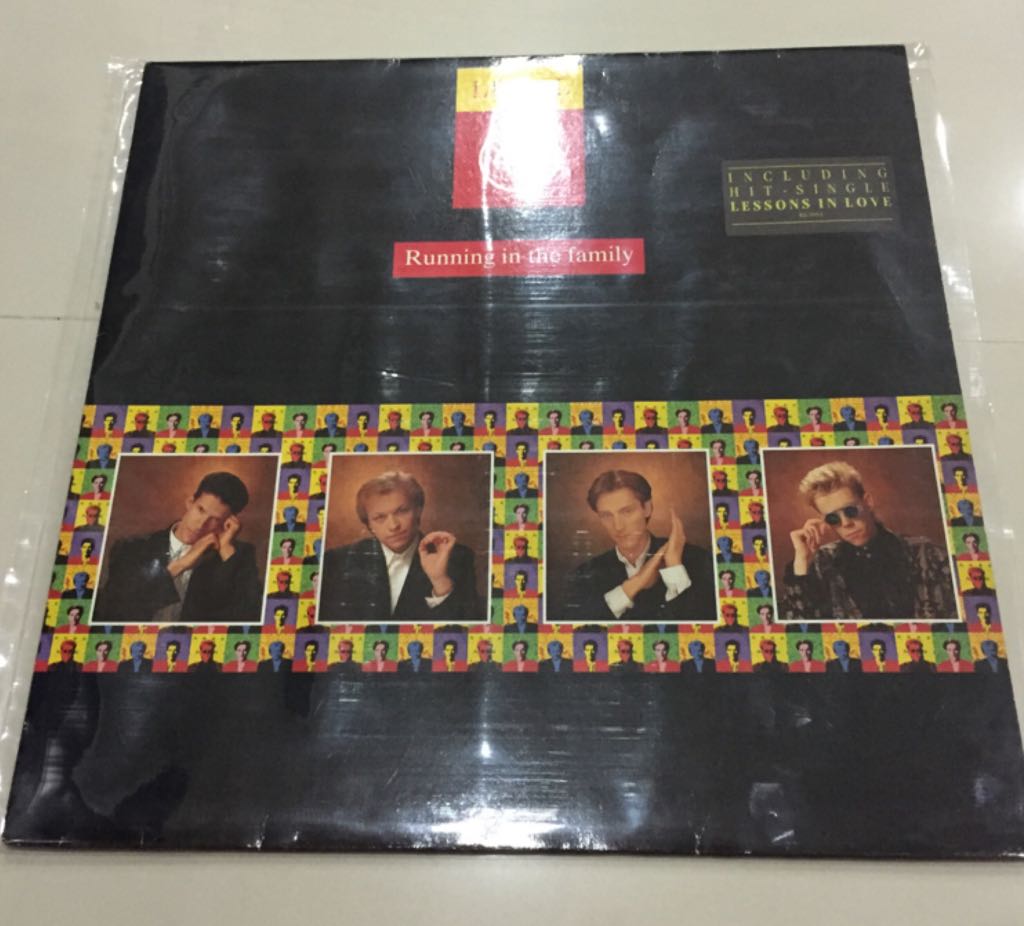 Running in the family
INCLUDING
HIT-SINGLE
LESSONS IN LOVE